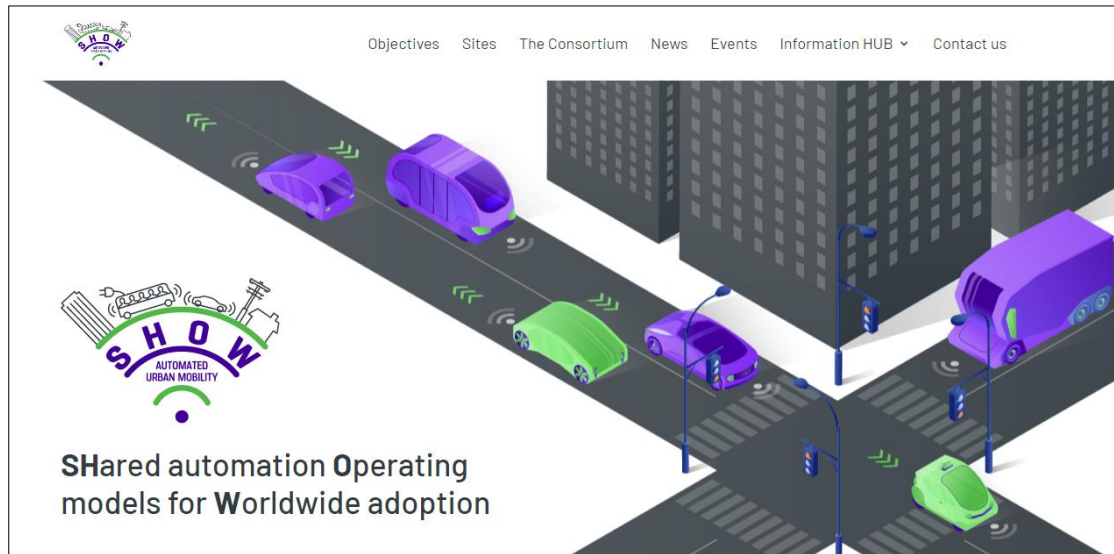 SHOW
Objectives Sites The Consortium News Events Information HUB Contact us
SHOW
AUTOMATED
URBAN MOBILITY
SHared automation Operating
models for Worldwide adoption